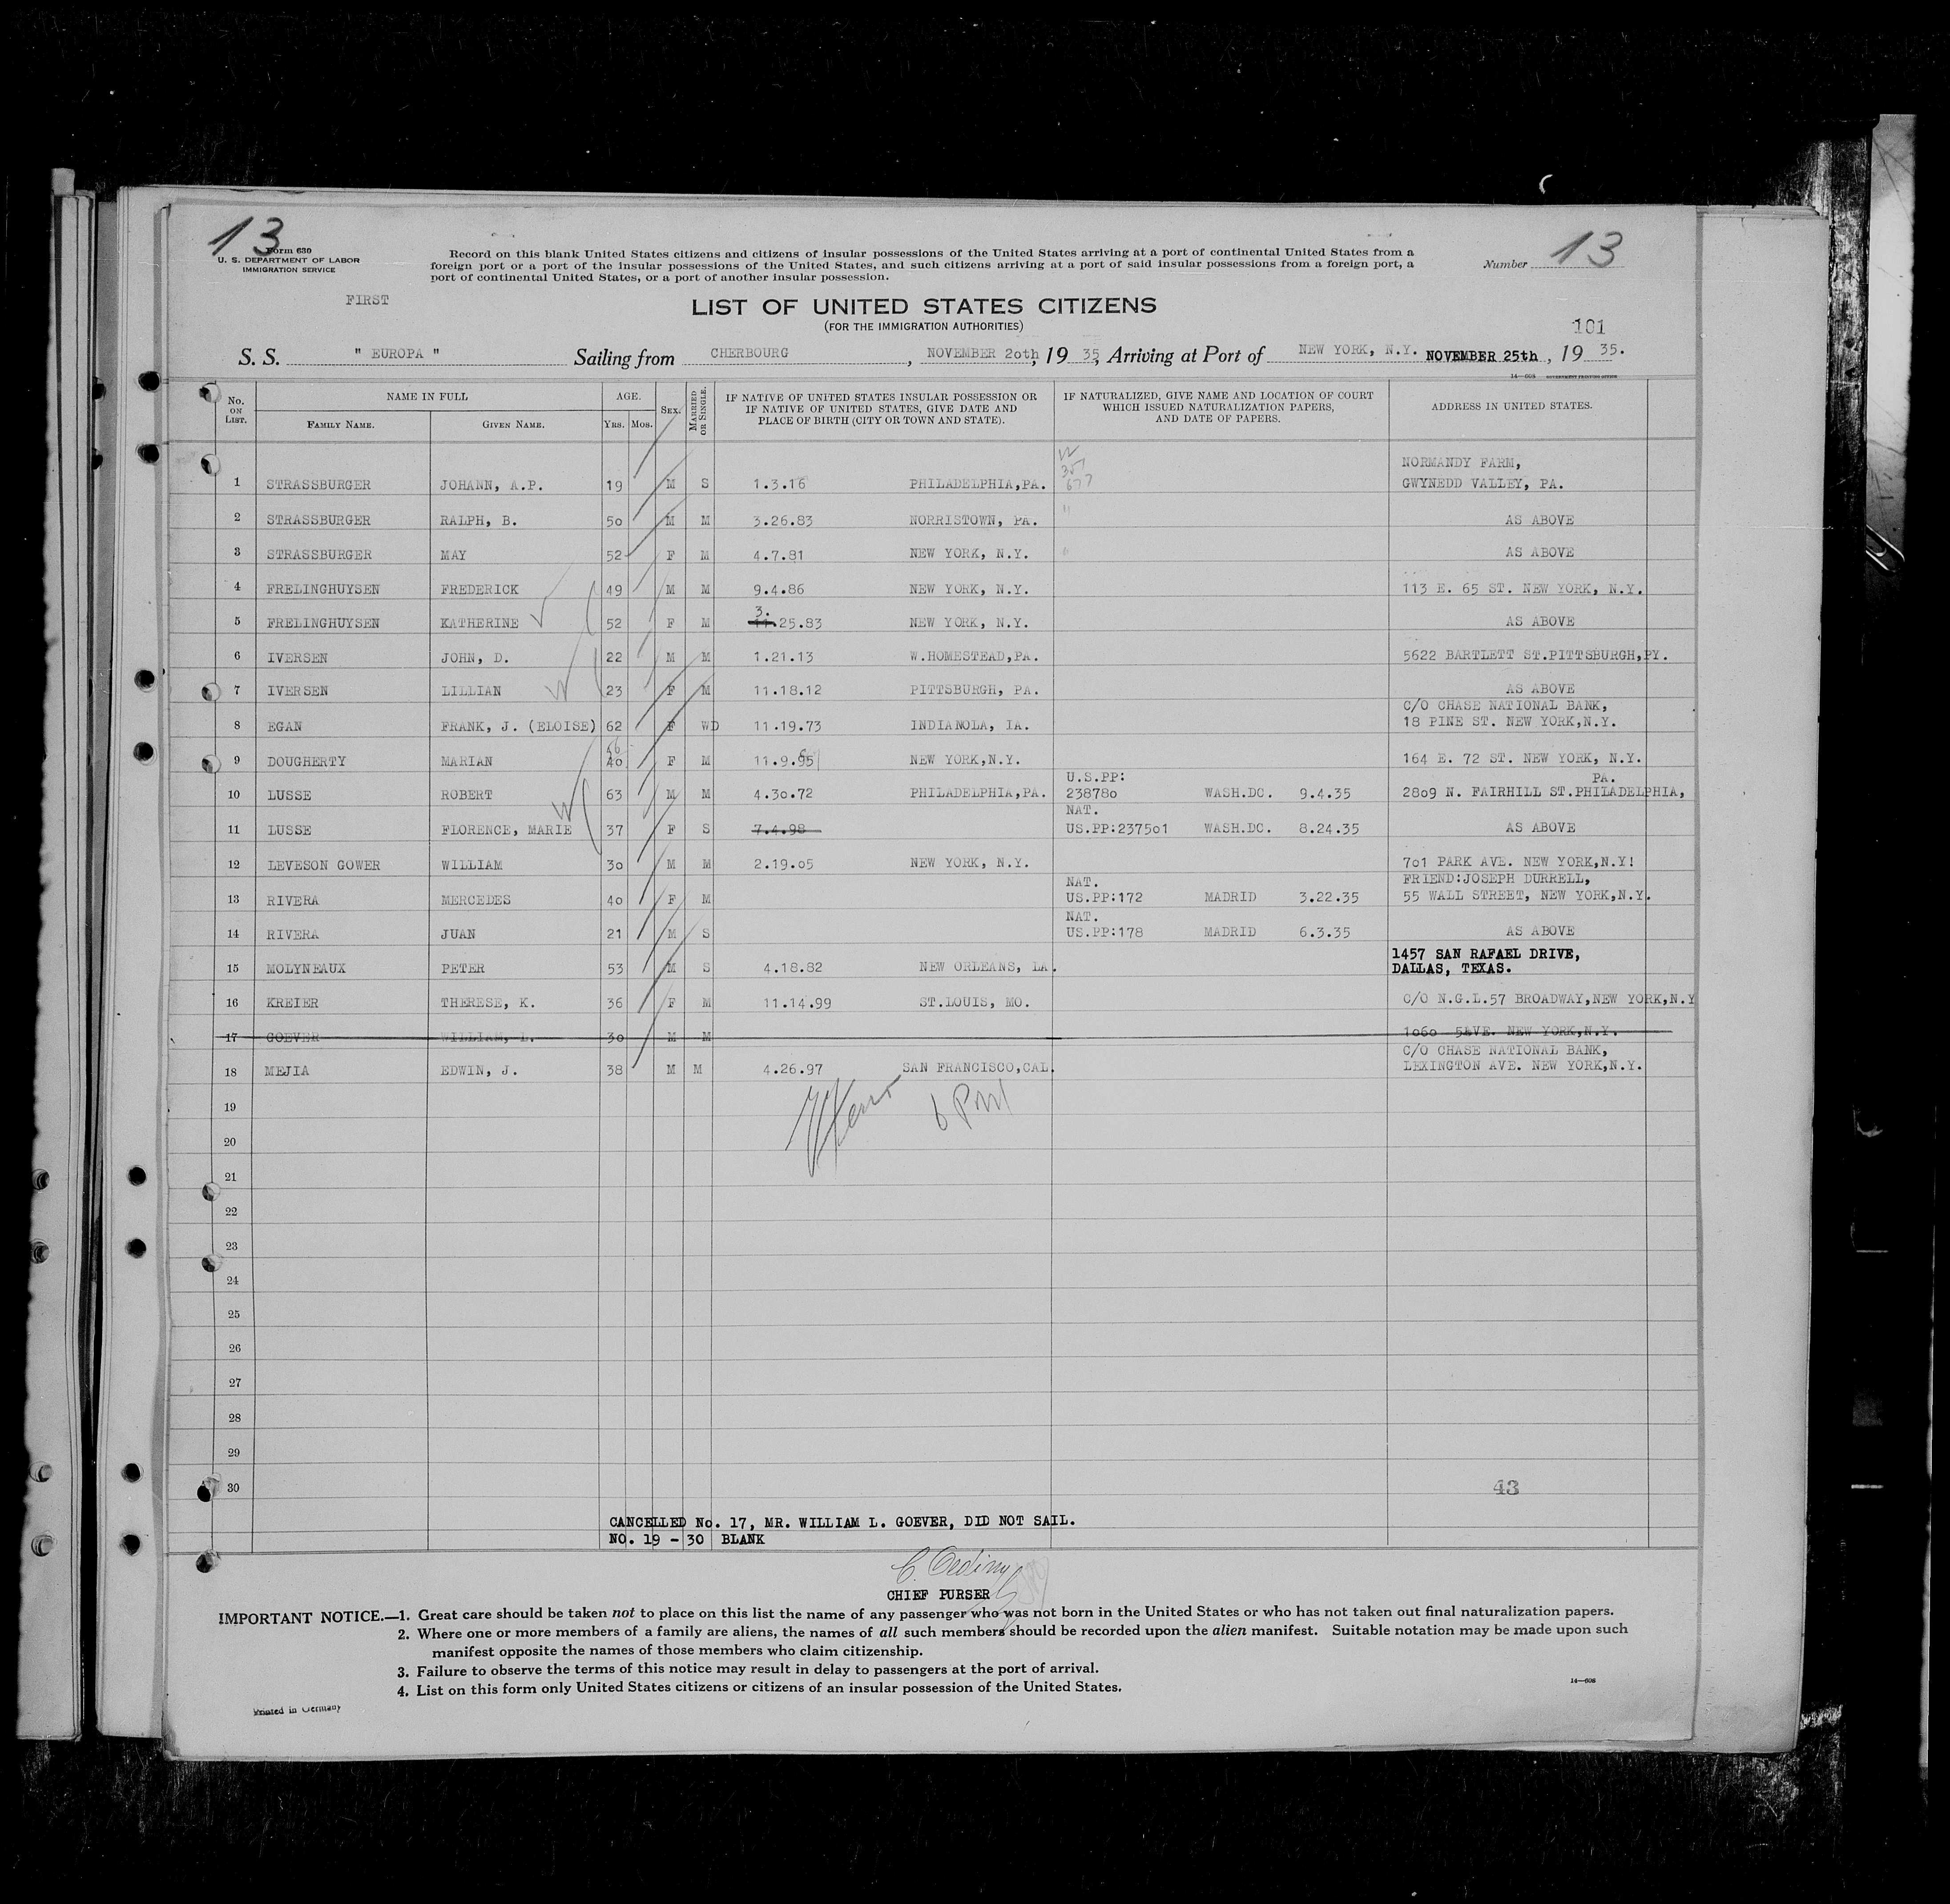 13
Form 630
U. S. DEPARTMENT OF LABOR
IMMIGRATION SERVICE
Record on this blank United States citizens and citizens of insular possessions of the United States arriving at a port of continental United States from a
foreign port or a port of the insular possessions of the United States, and such citizens arriving at a port of said insular possessions from a foreign port, a
port of continental United States, or a port of another insular possession.
Number 13
FIRST
LIST OF UNITED STATES CITIZENS
(FOR THE IMMIGRATION AUTHORITIES)
101
S. S. " EUROPA " Sailing from CHERBOURG, NOVEMBER 2oth, 19 35, Arriving at Port of NEW YORK, N.Y. NOVEMBER 25th, 19 35.
14—608 GOVERNMENT PRINTING OFFICE
No. ON LIST. NAME IN FULL FAMILY NAME. GIVEN NAME. AGE. Yrs. Mos. SEX. MARRIED OR SINGLE. IF NATIVE OF UNITED STATES INSULAR POSSESSION OR IF NATIVE OF UNITED STATES, GIVE DATE AND PLACE OF BIRTH (CITY OR TOWN AND STATE). IF NATURALIZED, GIVE NAME AND LOCATION OF COURT WHICH ISSUED NATURALIZATION PAPERS, AND DATE OF PAPERS. ADDRESS IN UNITED STATES.
NORMANDY FARM,
1 STRASSBURGER JOHANN, A.P. 19 M S 1.3.16 PHILADELPHIA,PA. GWYNEDD VALLEY, PA.
2 STRASSBURGER RALPH, B. 5o M M 3.26.83 NORRISTOWN, PA. AS ABOVE
3 STRASSBURGER MAY 52 F M 4.7.81 NEW YORK, N.Y. AS ABOVE
4 FRELINGHUYSEN FREDERICK 49 M M 9.4.86 NEW YORK, N.Y. 113 E. 65 ST. NEW YORK, N.Y.
3.
5 FRELINGHUYSEN KATHERINE 52 F M 11.25.83 NEW YORK, N.Y. AS ABOVE
6 IVERSEN JOHN, D. 22 M M 1.21.13 W.HOMESTEAD,PA. 5622 BARTLETT ST.PITTSBURGH,PY.
7 IVERSEN LILLIAN 23 F M 11.18.12 PITTSBURGH, PA. AS ABOVE
C/O CHASE NATIONAL BANK,
8 EGAN FRANK, J. (ELOISE) 62 F WD 11.19.73 INDIANOLA, IA. 18 PINE ST. NEW YORK,N.Y.
9 DOUGHERTY MARIAN 4o F M 11.9.95 NEW YORK,N.Y. 164 E. 72 ST. NEW YORK, N.Y.
U.S.PP: PA.
10 LUSSE ROBERT 63 M M 4.3o.72 PHILADELPHIA,PA. 23878o WASH.DC. 9.4.35 28o9 N. FAIRHILL ST.PHILADELPHIA,
NAT.
11 LUSSE FLORENCE, MARIE 37 F S 7.4.98 US.PP:2375o1 WASH.DC. 8.24.35 AS ABOVE
12 LEVESON GOWER WILLIAM 3o M M 2.19.o5 NEW YORK, N.Y. 7o1 PARK AVE. NEW YORK,N.Y!
NAT. FRIEND:JOSEPH DURRELL,
13 RIVERA MERCEDES 4o F M US.PP:172 MADRID 3.22.35 55 WALL STREET, NEW YORK,N.Y.
NAT.
14 RIVERA JUAN 21 M S US.PP:178 MADRID 6.3.35 AS ABOVE
1457 SAN RAFAEL DRIVE,
15 MOLYNEAUX PETER 53 M S 4.18.82 NEW ORLEANS, LA. DALLAS, TEXAS.
16 KREIER THERESE, K. 36 F M 11.14.99 ST.LOUIS, MO. C/O N.G.L.57 BROADWAY,NEW YORK,N.Y
17 GOEVER WILLIAM, L. 3o M M 1o6o 5AVE. NEW YORK,N.Y.
C/O CHASE NATIONAL BANK,
18 MEJIA EDWIN, J. 38 M M 4.26.97 SAN FRANCISCO,CAL. LEXINGTON AVE. NEW YORK,N.Y.
19
20
21
22
23
24
25
26
27
28
29
30 43
CANCELLED No. 17, MR. WILLIAM L. GOEVER, DID NOT SAIL.
NO. 19 - 30 BLANK
CHIEF PURSER
IMPORTANT NOTICE.—1. Great care should be taken not to place on this list the name of any passenger who was not born in the United States or who has not taken out final naturalization papers.
2. Where one or more members of a family are aliens, the names of all such members should be recorded upon the alien manifest. Suitable notation may be made upon such
manifest opposite the names of those members who claim citizenship.
3. Failure to observe the terms of this notice may result in delay to passengers at the port of arrival.
4. List on this form only United States citizens or citizens of an insular possession of the United States.
14—608
Printed in Germany